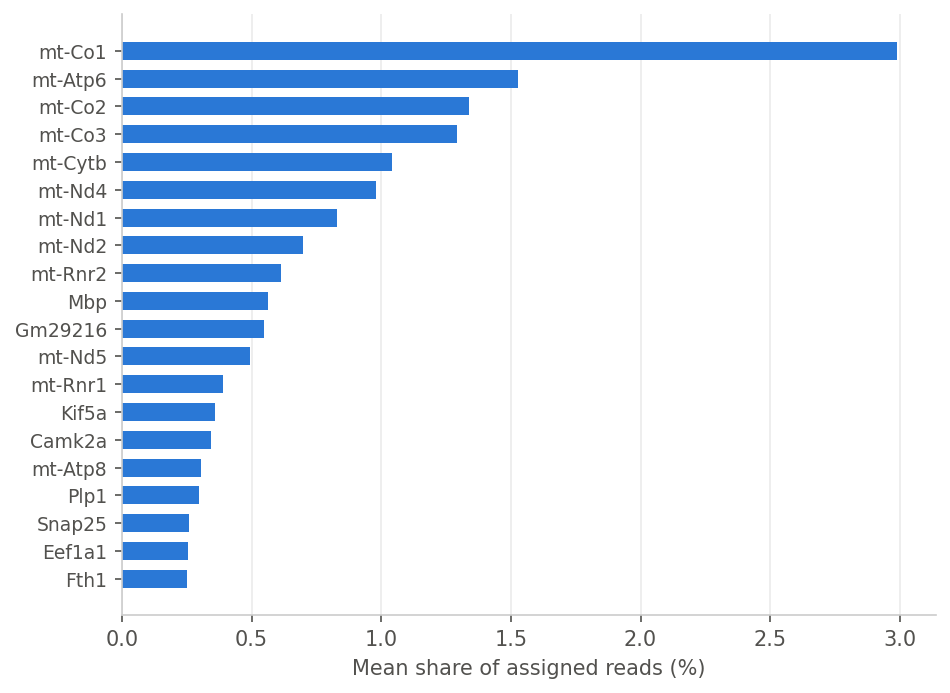 mt-Co1
mt-Atp6
mt-Co2
mt-Co3
mt-Cytb
mt-Nd4
mt-Nd1
mt-Nd2
mt-Rnr2
Mbp
Gm29216
mt-Nd5
mt-Rnr1
Kif5a
Camk2a
mt-Atp8
Plp1
Snap25
Eef1a1
Fth1
0.0 0.5 1.0 1.5 2.0 2.5 3.0
Mean share of assigned reads (%)